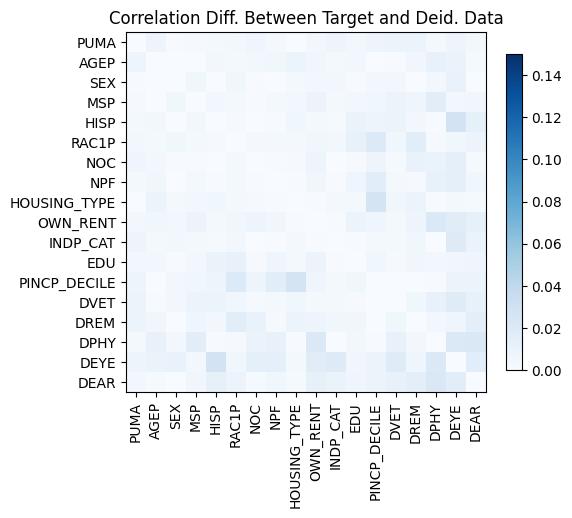 Correlation Diff. Between Target and Deid. Data
PUMA
AGEP
SEX
MSP
HISP
RAC1P
NOC
NPF
HOUSING_TYPE
OWN_RENT
INDP_CAT
EDU
PINCP_DECILE
DVET
DREM
DPHY
DEYE
DEAR
PUMA
AGEP
SEX
MSP
HISP
RAC1P
NOC
NPF
HOUSING_TYPE
OWN_RENT
INDP_CAT
EDU
PINCP_DECILE
DVET
DREM
DPHY
DEYE
DEAR
0.14
0.12
0.10
0.08
0.06
0.04
0.02
0.00